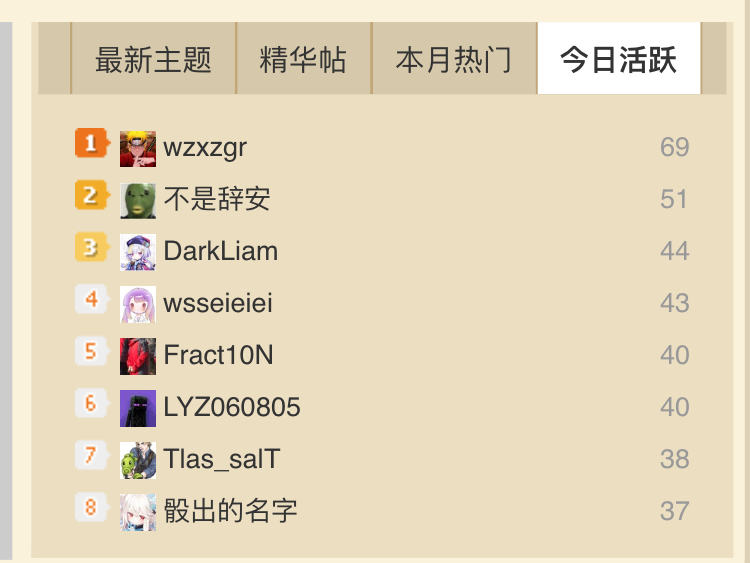 最新主题 精华帖 本月热门 今日活跃
1 wzxzgr 69
2 不是辞安 51
3 DarkLiam 44
4 wsseieiei 43
5 Fract10N 40
6 LYZ060805 40
7 Tlas_salT 38
8 骰出的名字 37